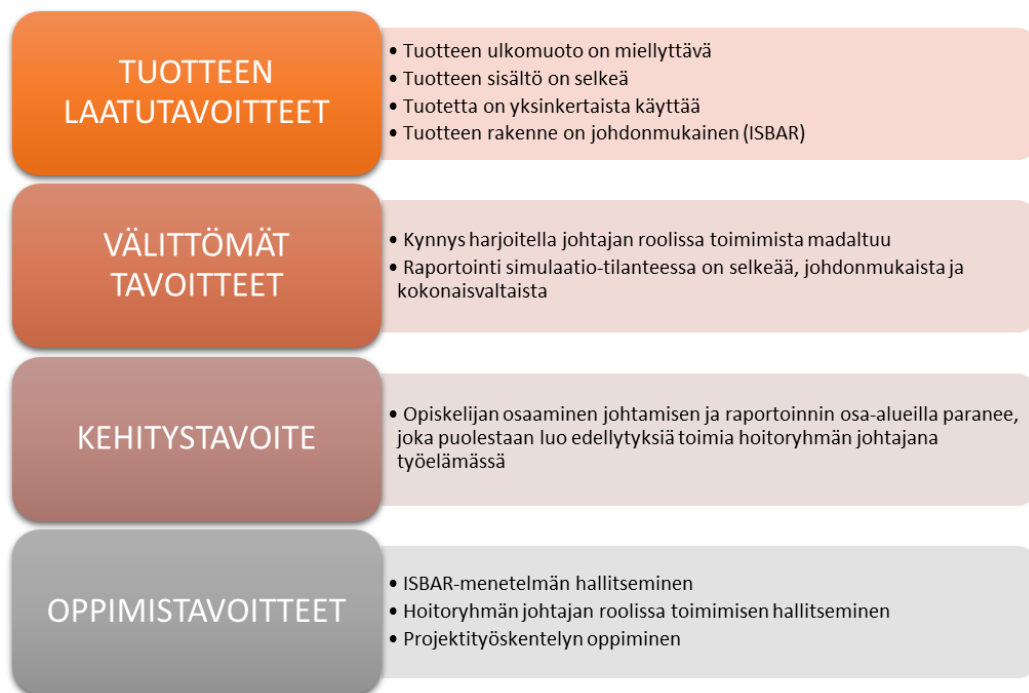 TUOTTEEN
LAATUTAVOITTEET
• Tuotteen ulkomuoto on miellyttävä
• Tuotteen sisältö on selkeä
• Tuotetta on yksinkertaista käyttää
• Tuotteen rakenne on johdonmukainen (ISBAR)
VÄLITTÖMÄT
TAVOITTEET
• Kynnys harjoitella johtajan roolissa toimimista madaltuu
• Raportointi simulaatio-tilanteessa on selkeää, johdonmukaista ja
kokonaisvaltaista
KEHITYSTAVOITE
• Opiskelijan osaaminen johtamisen ja raportoinnin osa-alueilla paranee,
joka puolestaan luo edellytyksiä toimia hoitoryhmän johtajana
työelämässä
OPPIMISTAVOITTEET
• ISBAR-menetelmän hallitseminen
• Hoitoryhmän johtajan roolissa toimimisen hallitseminen
• Projektityöskentelyn oppiminen